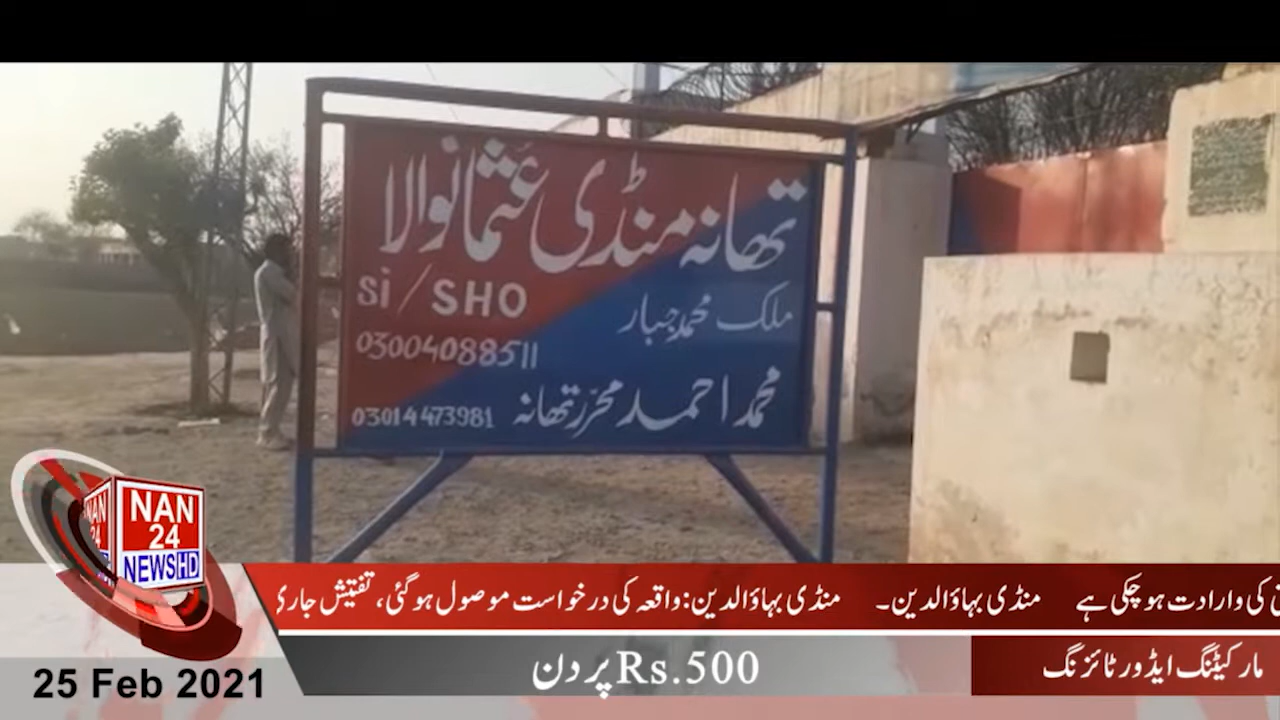 تھانہ منڈی عثمانوالا
si/SHO
ملک محمد جبار
03004088511
محمد احمد محرر تھانہ
03014473981
NAN
24
NEWS HD
کی واردات ہو چکی ہے منڈی بہاؤالدین۔ منڈی بہاؤالدین: واقعہ کی درخواست موصول ہو گئی، تفتیش جاری
مارکیٹنگ ایڈورٹائزنگ
Rs.500 پر دن
25 Feb 2021